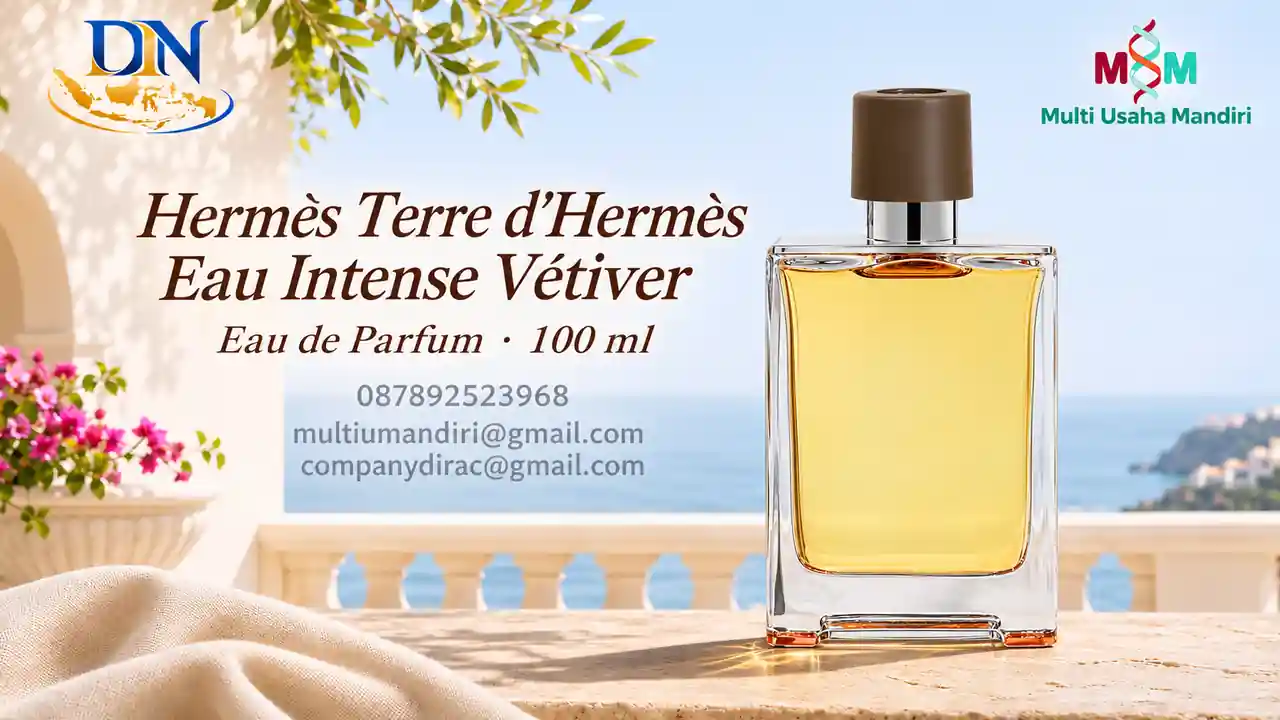 DN
MSM
Multi Usaha Mandiri
Hermès Terre d’Hermès
Eau Intense Vétiver
Eau de Parfum · 100 ml
087892523968
multiumandiri@gmail.com
companydirac@gmail.com